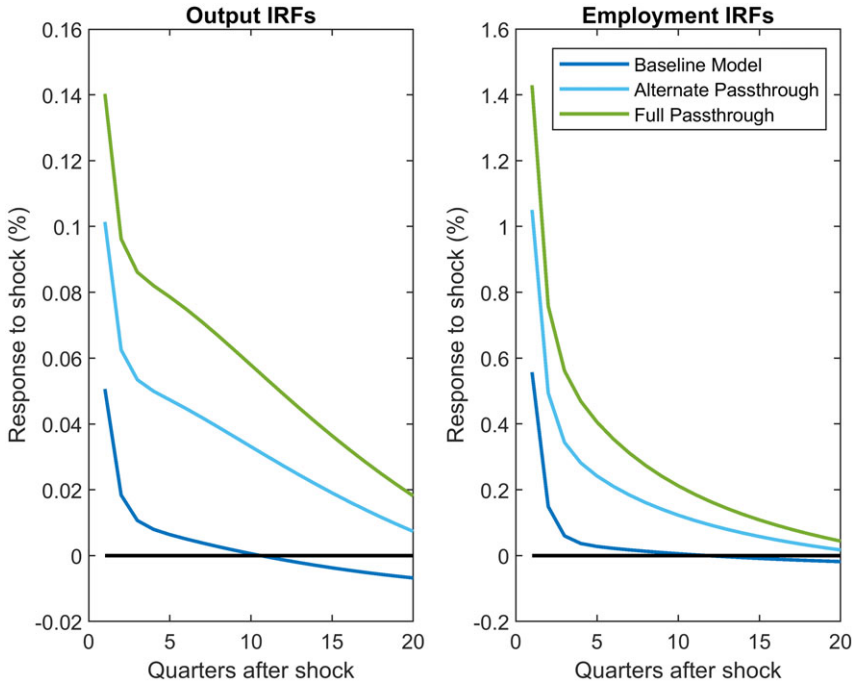 Output IRFs
Response to shock (%)
0.16
0.14
0.12
0.1
0.08
0.06
0.04
0.02
0
-0.02
0 5 10 15 20
Quarters after shock
Employment IRFs
Response to shock (%)
1.6
1.4
1.2
1
0.8
0.6
0.4
0.2
0
-0.2
Baseline Model
Alternate Passthrough
Full Passthrough
0 5 10 15 20
Quarters after shock